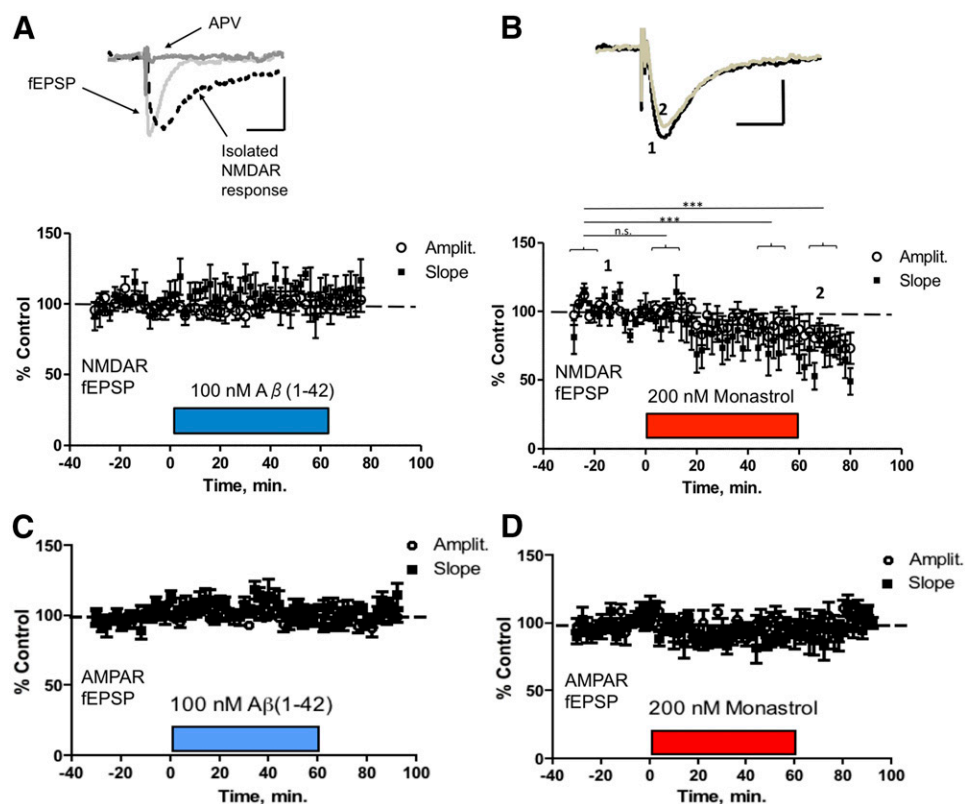 A
APV
fEPSP
Isolated
NMDAR
response
150
100
50
0
% Control
Amplit.
Slope
NMDAR
fEPSP
100 nM Aβ(1-42)
-40 -20 0 20 40 60 80 100
Time, min.
B
2
1
***
***
n.s.
150
100
50
0
% Control
1
2
Amplit.
Slope
NMDAR
fEPSP
200 nM Monastrol
-40 -20 0 20 40 60 80 100
Time, min.
C
150
100
50
0
% Control
Amplit.
Slope
AMPAR
fEPSP
100 nM Aβ(1-42)
-40 -20 0 20 40 60 80 100
Time, min.
D
150
100
50
0
% Control
Amplit.
Slope
AMPAR
fEPSP
200 nM Monastrol
-40 -20 0 20 40 60 80 100
Time, min.